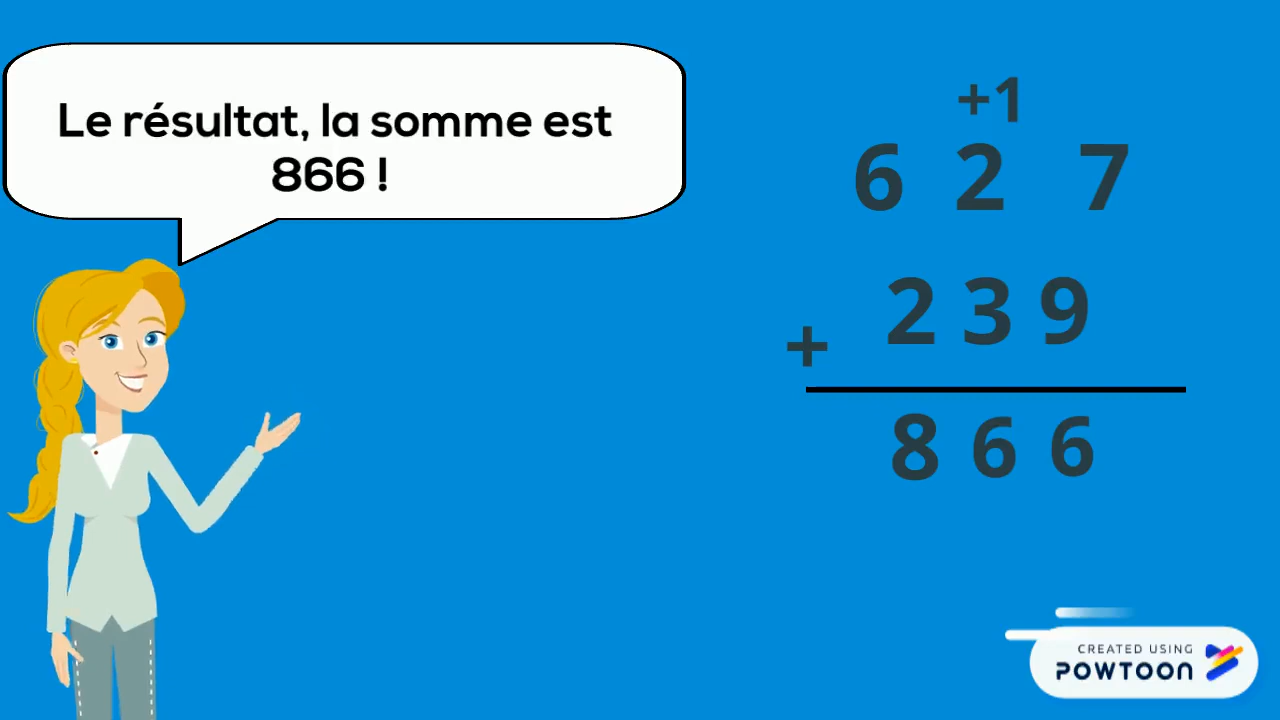 Le résultat, la somme est
866 !
+1
6 2 7
2 3 9
+
8 6 6
CREATED USING
POWTOON